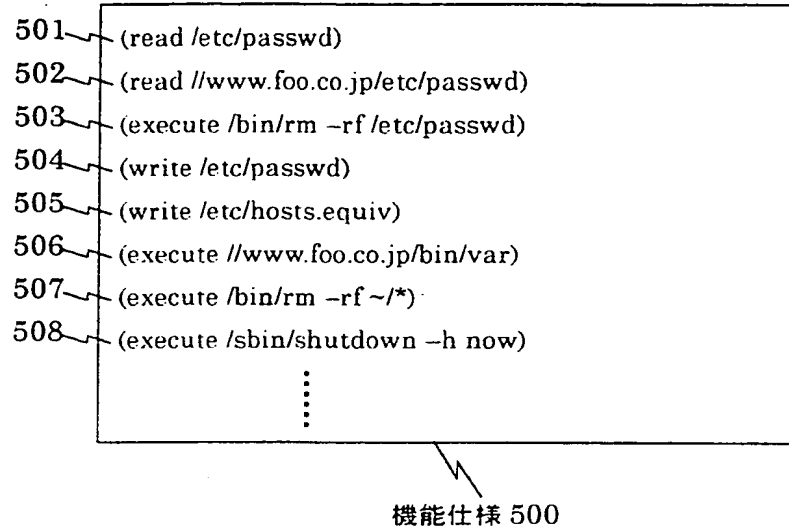 501 (read /etc/passwd)
502 (read //www.foo.co.jp/etc/passwd)
503 (execute /bin/rm –rf /etc/passwd)
504 (write /etc/passwd)
505 (write /etc/hosts.equiv)
506 (execute //www.foo.co.jp/bin/var)
507 (execute /bin/rm –rf ~/*)
508 (execute /sbin/shutdown –h now)
機能仕様 500